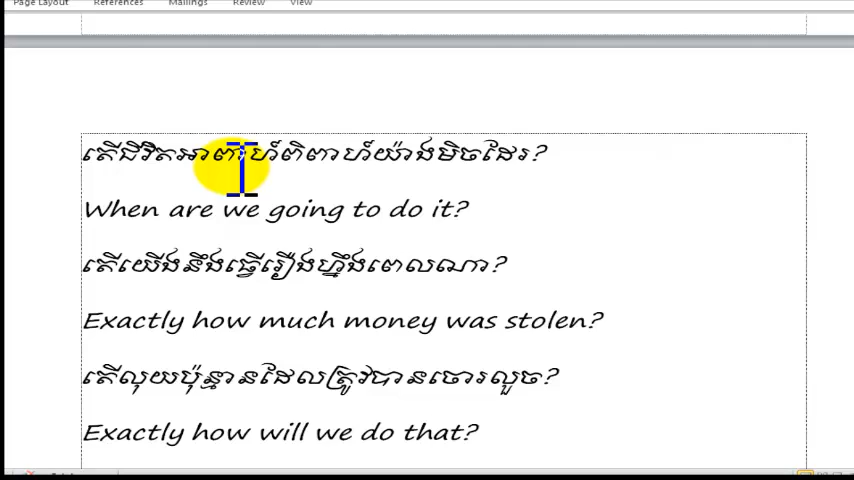 Page Layout References Mailings Review View
តើជីវិតអាពាហ៍ពិពាហ៍យ៉ាងមិចដែរ?
When are we going to do it?
តើយើងនឹងធ្វើរឿងហ្នឹងពេលណា?
Exactly how much money was stolen?
តើលុយប៉ុន្មានដែលត្រូវបានចោរលួច?
Exactly how will we do that?